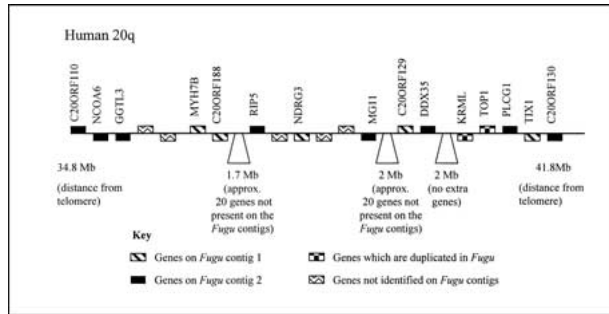 Human 20q
C20ORF110
NCOA6
GGTL3
MYH7B
C20ORF188
RIP5
NDRG3
MGI1
C20ORF129
DDX35
KRML
TOP1
PLCG1
TIX1
C20ORF130
34.8 Mb
(distance from
telomere)
1.7 Mb
(approx.
20 genes not
present on the
Fugu contigs)
2 Mb
(approx.
20 genes not
present on the
Fugu contigs)
2 Mb
(no extra
genes)
41.8Mb
(distance from
telomere)
Key
Genes on Fugu contig 1
Genes on Fugu contig 2
Genes which are duplicated in Fugu
Genes not identified on Fugu contigs